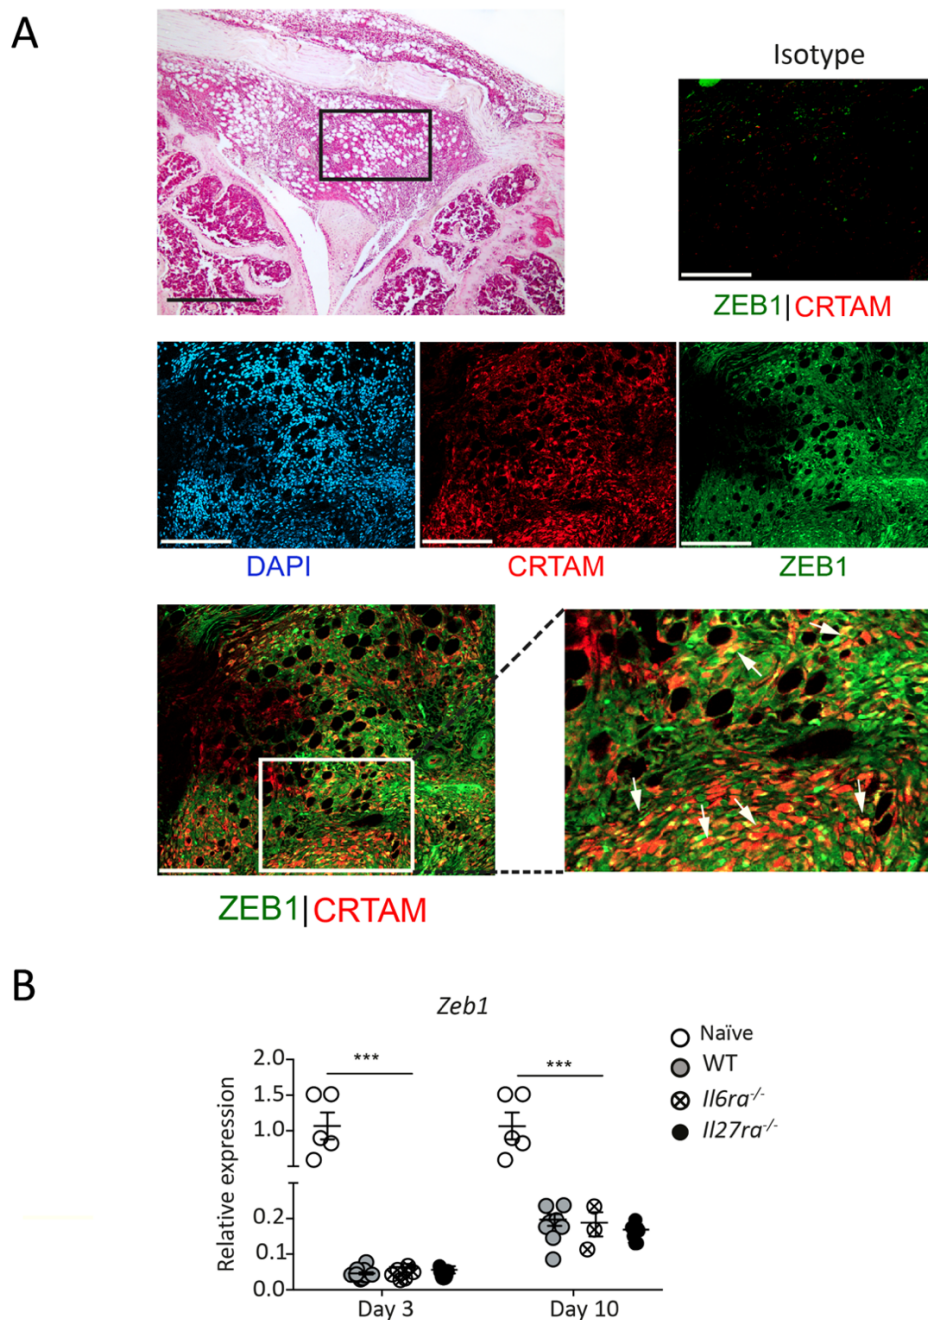 A
Isotype
ZEB1|CRTAM
DAPI
CRTAM
ZEB1
ZEB1|CRTAM
B
Zeb1
Relative expression
2.0
1.5
1.0
0.2
0.1
0.0
***
***
Day 3
Day 10
Naïve
WT
Il6ra-/-
Il27ra-/-